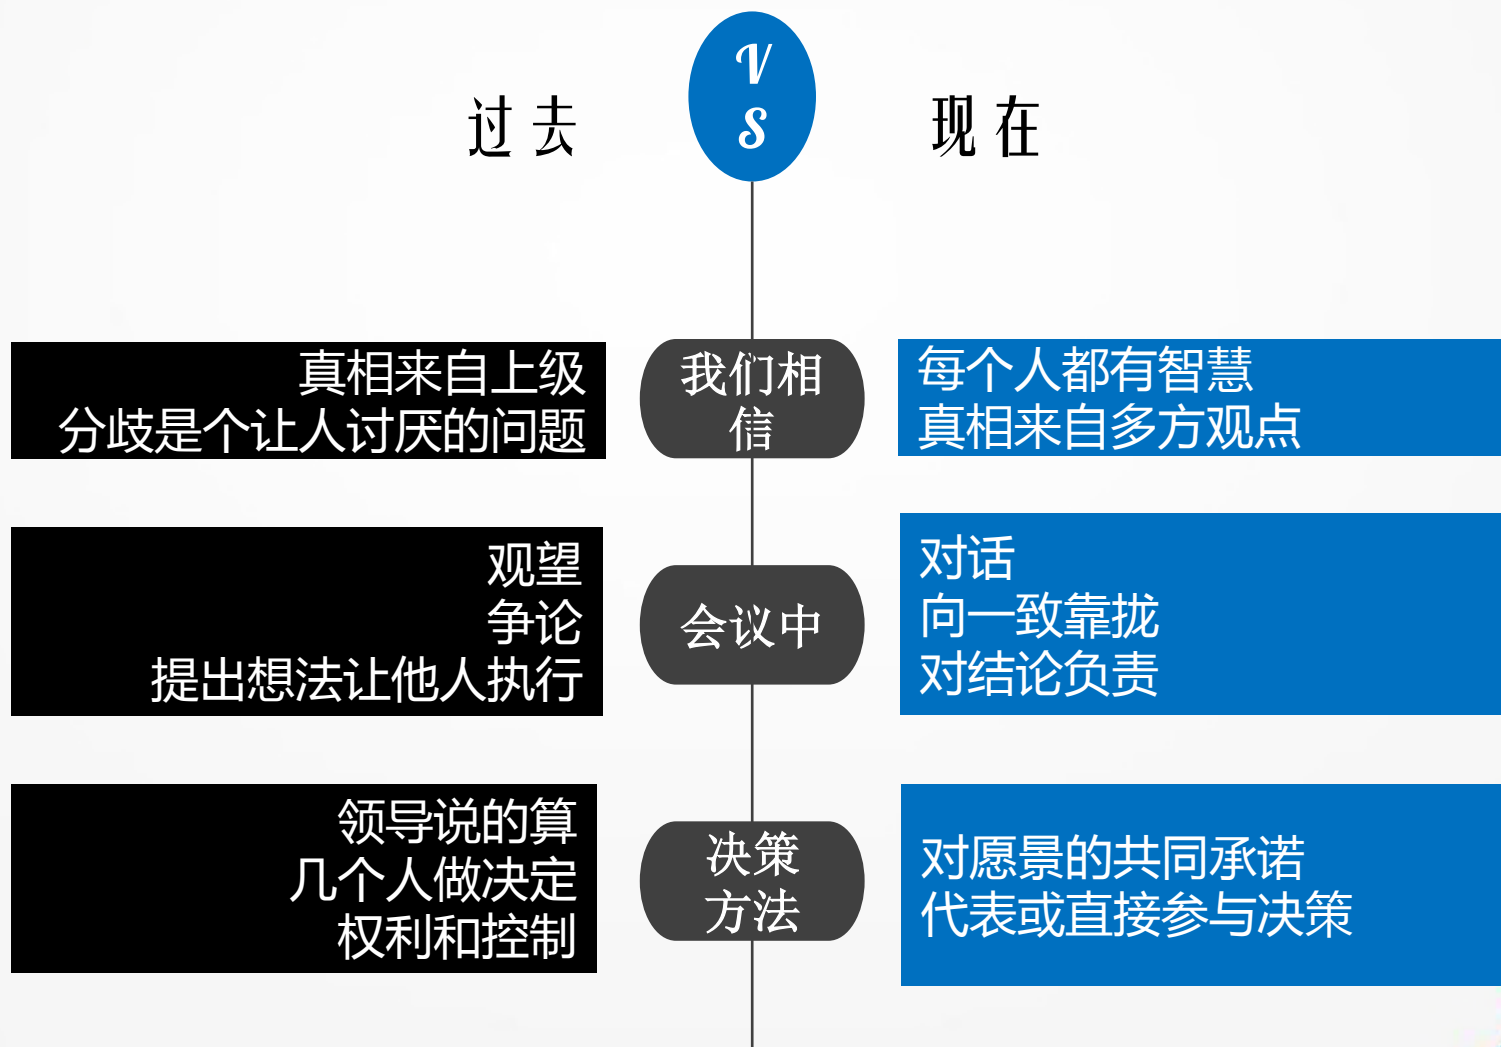 V
S
过去
现在
真相来自上级
分歧是个让人讨厌的问题
我们相
信
每个人都有智慧
真相来自多方观点
观望
争论
提出想法让他人执行
会议中
对话
向一致靠拢
对结论负责
领导说的算
几个人做决定
权利和控制
决策
方法
对愿景的共同承诺
代表或直接参与决策